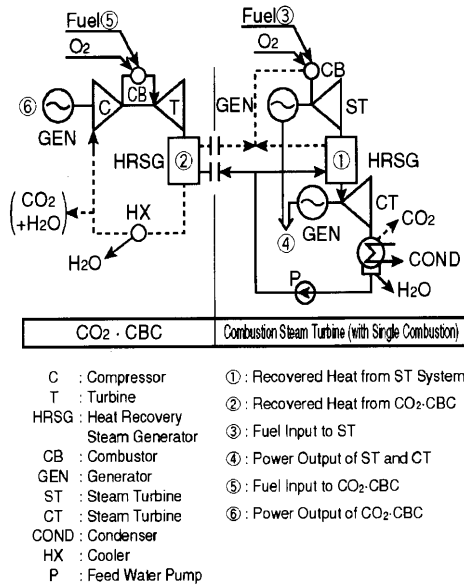 Fuel⑤
O2
CB
⑥
C
T
GEN
HRSG
②
(CO2
+H2O)
HX
H2O
Fuel③
O2
CB
GEN
ST
①
HRSG
CT
④
GEN
CO2
COND
P
H2O
CO2·CBC
Combustion Steam Turbine (with Single Combustion)
C : Compressor
T : Turbine
HRSG : Heat Recovery
Steam Generator
CB : Combustor
GEN : Generator
ST : Steam Turbine
CT : Steam Turbine
COND : Condenser
HX : Cooler
P : Feed Water Pump
① : Recovered Heat from ST System
② : Recovered Heat from CO2·CBC
③ : Fuel Input to ST
④ : Power Output of ST and CT
⑤ : Fuel Input to CO2·CBC
⑥ : Power Output of CO2·CBC